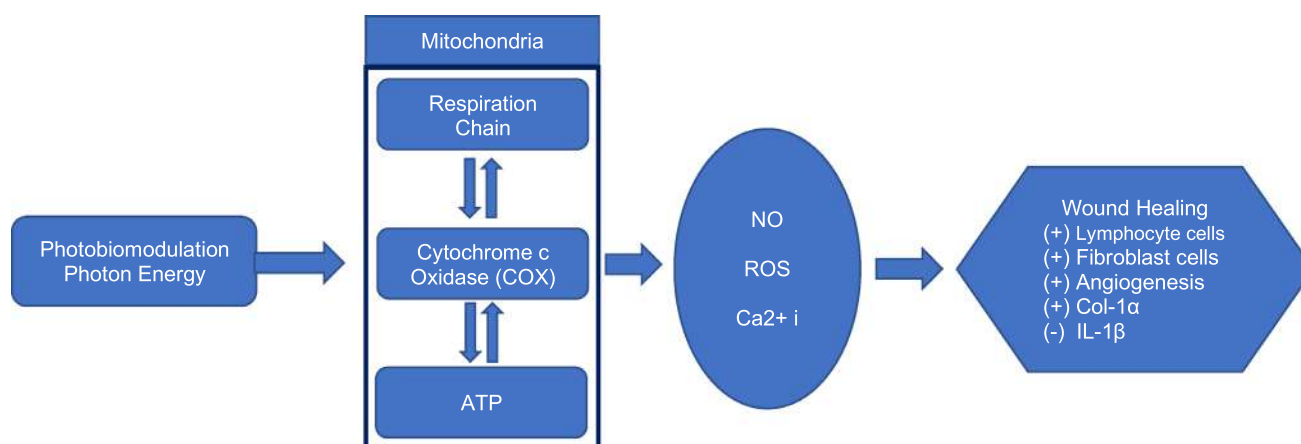 Mitochondria
Respiration
Chain
Photobiomodulation
Photon Energy
Cytochrome c
Oxidase (COX)
ATP
NO
ROS
Ca2+ i
Wound Healing
(+) Lymphocyte cells
(+) Fibroblast cells
(+) Angiogenesis
(+) Col-1α
(-) IL-1β